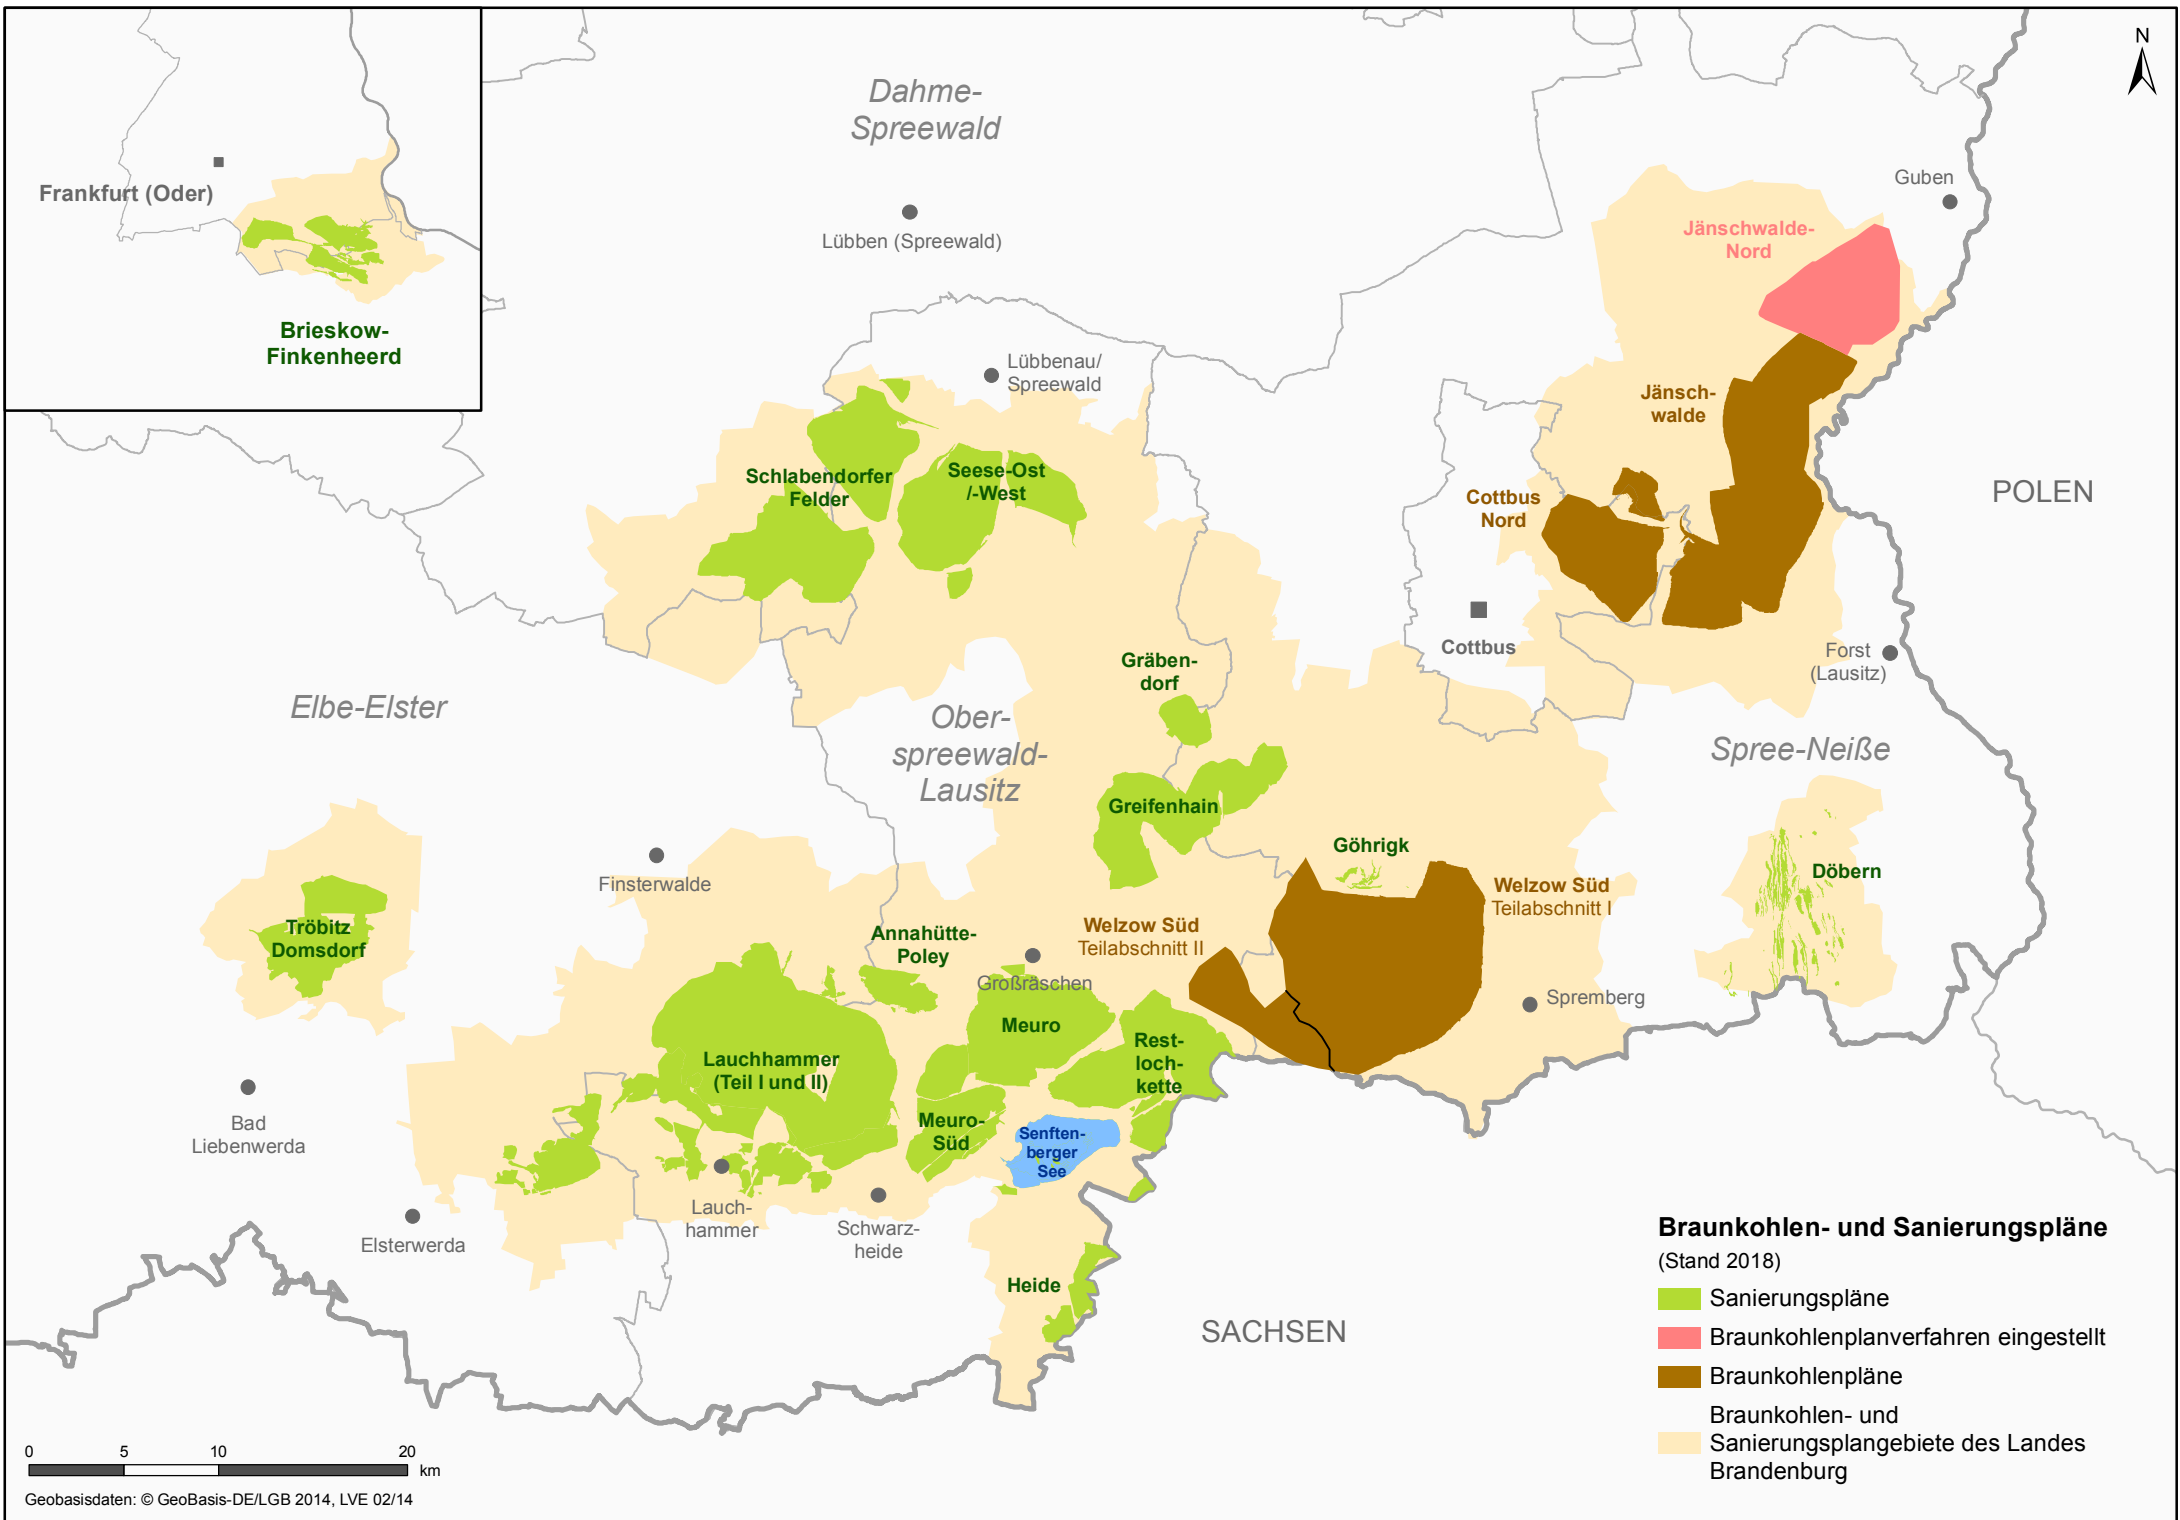 N
Dahme-
Spreewald
Frankfurt (Oder)
Brieskow-
Finkenheerd
Lübben (Spreewald)
Guben
Jänschwalde-
Nord
Lübbenau/
Spreewald
Jänsch-
walde
Schlabendorfer
Felder
Seese-Ost
/-West
Cottbus
Nord
POLEN
Cottbus
Forst
(Lausitz)
Gräben-
dorf
Elbe-Elster
Ober-
spreewald-
Lausitz
Spree-Neiße
Greifenhain
Göhrigk
Döbern
Finsterwalde
Welzow Süd
Teilabschnitt I
Tröbitz
Domsdorf
Annahütte-
Poley
Welzow Süd
Teilabschnitt II
Großräschen
Spremberg
Meuro
Lauchhammer
(Teil I und II)
Rest-
loch-
kette
Bad
Liebenwerda
Meuro-
Süd
Senften-
berger
See
Lauch-
hammer
Schwarz-
heide
Elsterwerda
Heide
SACHSEN
Braunkohlen- und Sanierungspläne
(Stand 2018)
Sanierungspläne
Braunkohlenplanverfahren eingestellt
Braunkohlenpläne
Braunkohlen- und
Sanierungsplangebiete des Landes
Brandenburg
0 5 10 20
km
Geobasisdaten: © GeoBasis-DE/LGB 2014, LVE 02/14